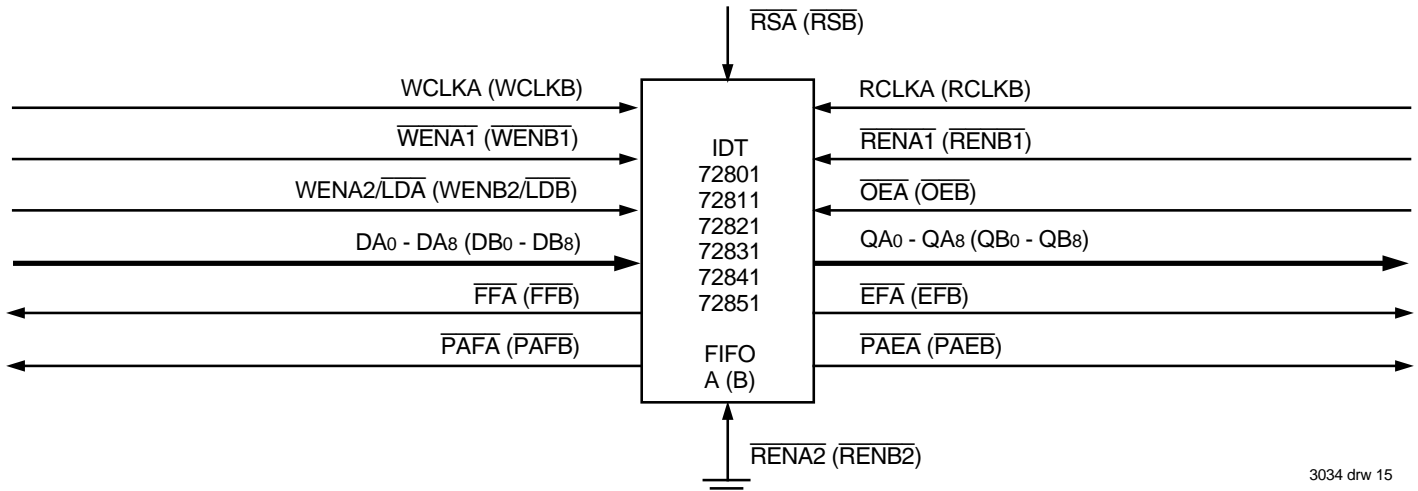 RSA (RSB)
WCLKA (WCLKB)
WENA1 (WENB1)
WENA2/LDA (WENB2/LDB)
DA0 - DA8 (DB0 - DB8)
FFA (FFB)
PAFA (PAFB)
IDT
72801
72811
72821
72831
72841
72851
FIFO
A (B)
RCLKA (RCLKB)
RENA1 (RENB1)
OEA (OEB)
QA0 - QA8 (QB0 - QB8)
EFA (EFB)
PAEA (PAEB)
RENA2 (RENB2)
3034 drw 15